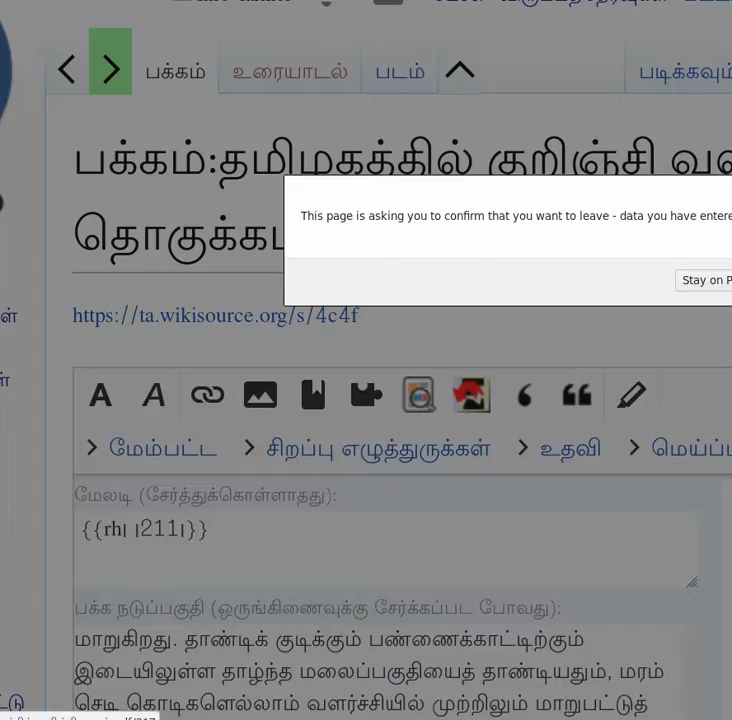 பக்கம் உரையாடல் படம் படிக்கவும்
பக்கம்:தமிழகத்தில் குறிஞ்சி
This page is asking you to confirm that you want to leave - data you have
Stay on
https://ta.wikisource.org/s/4c4f
A A
மேம்பட்ட சிறப்பு எழுத்துருக்கள் உதவி
மேலடி (சேர்த்துக்கொள்ளாதது):
{{rh| |211|}}
பக்க நடுப்பகுதி (ஒருங்கிணைவுக்கு சேர்க்கப்பட போவது):
மாறுகிறது. தாண்டிக் குடிக்கும் பண்ணைக்காட்டிற்கும்
இடையிலுள்ள தாழ்ந்த மலைப்பகுதியைத் தாண்டியதும், மரம்
செடி கொடிகளெல்லாம் வளர்ச்சியில் முற்றிலும் மாறுபட்டுத்